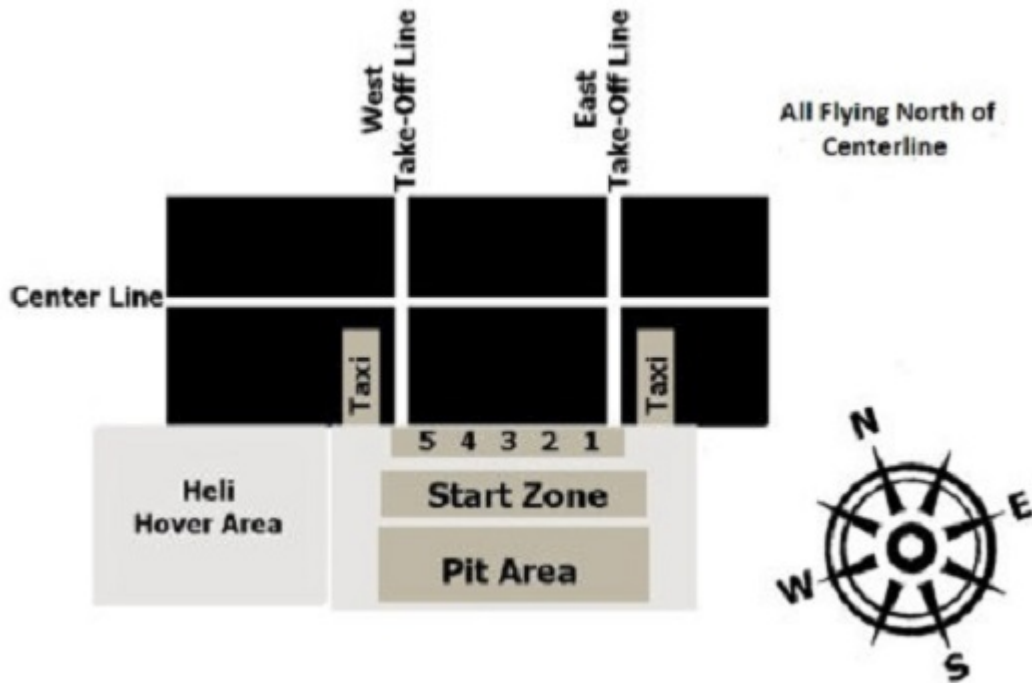 West
Take-Off Line
East
Take-Off Line
All Flying North of
Centerline
Center Line
Taxi
Taxi
5 4 3 2 1
Heli
Hover Area
Start Zone
Pit Area
N
E
W
S